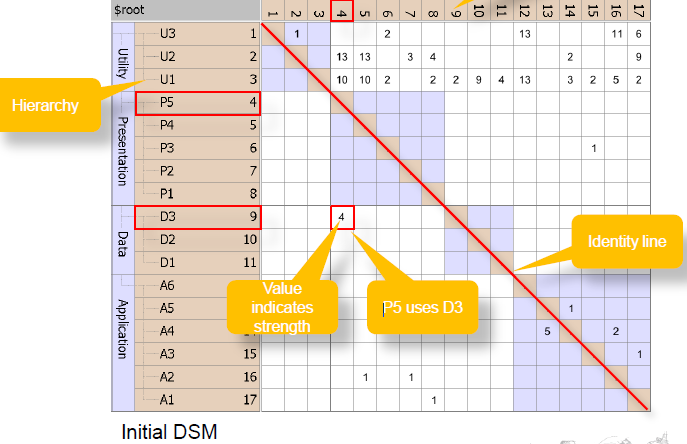 $root 1 2 3 4 5 6 7 8 9 10 11 12 13 14 15 16 17
Utility
U3 1 1 2 13 11 6
U2 2 13 13 3 4 2 9
U1 3 10 10 2 2 2 9 4 13 3 2 5 2
Hierarchy
Presentation
P5 4
P4 5
P3 6 1
P2 7
P1 8
Data
D3 9 4
D2 10
D1 11
Identity line
Application
A6
A5 1
A4 5 2
A3 15 1
A2 16 1 1
A1 17 1
Value
indicates
strength
P5 uses D3
Initial DSM